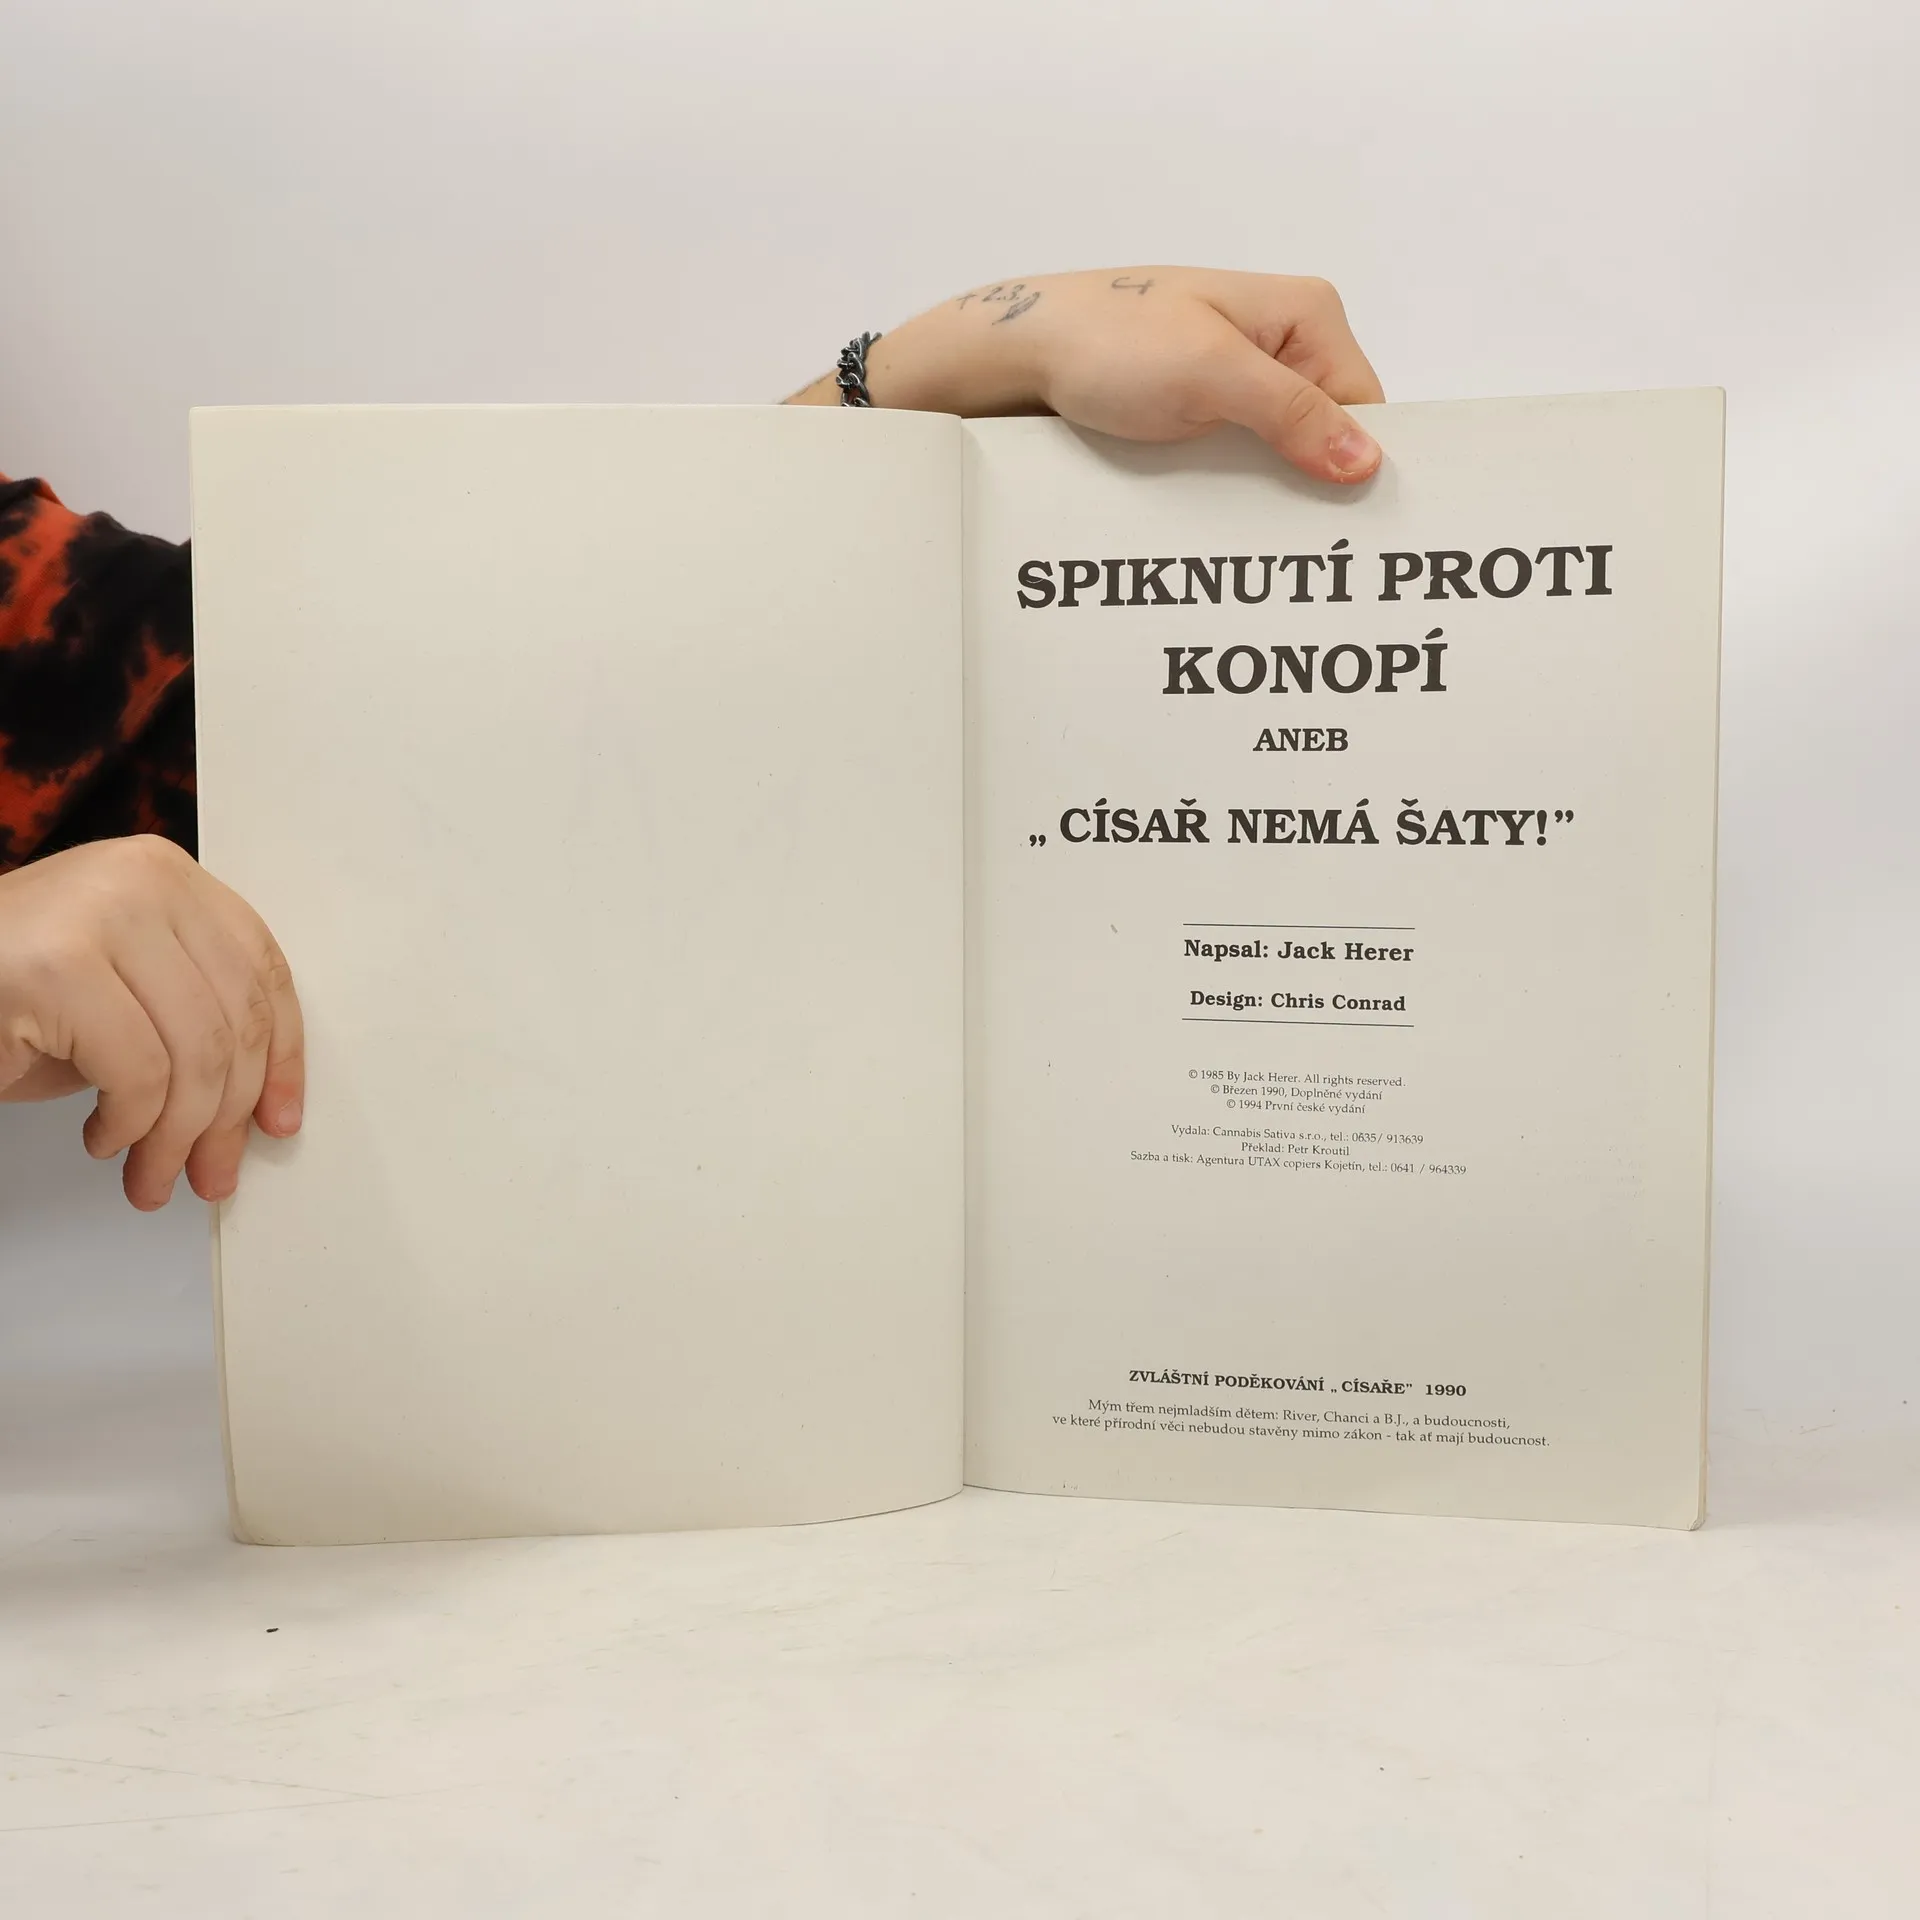 SPIKNUTÍ PROTI
KONOPÍ
ANEB
„ CÍSAŘ NEMÁ ŠATY!”
Napsal: Jack Herer
Design: Chris Conrad
© 1985 By Jack Herer. All rights reserved.
© Březen 1990, Doplněné vydání
© 1994 První české vydání
Vydala: Cannabis Sativa s.r.o., tel.: 0635/ 913639
Překlad: Petr Kroutil
Sazba a tisk: Agentura UTAX copiers Kojetín, tel.: 0641 / 964339
ZVLÁŠTNÍ PODĚKOVÁNÍ „ CÍSAŘE” 1990
Mým třem nejmladším dětem: River, Chanci a B.J., a budoucnosti,
ve které přírodní věci nebudou stavěny mimo zákon - tak ať mají budoucnost.